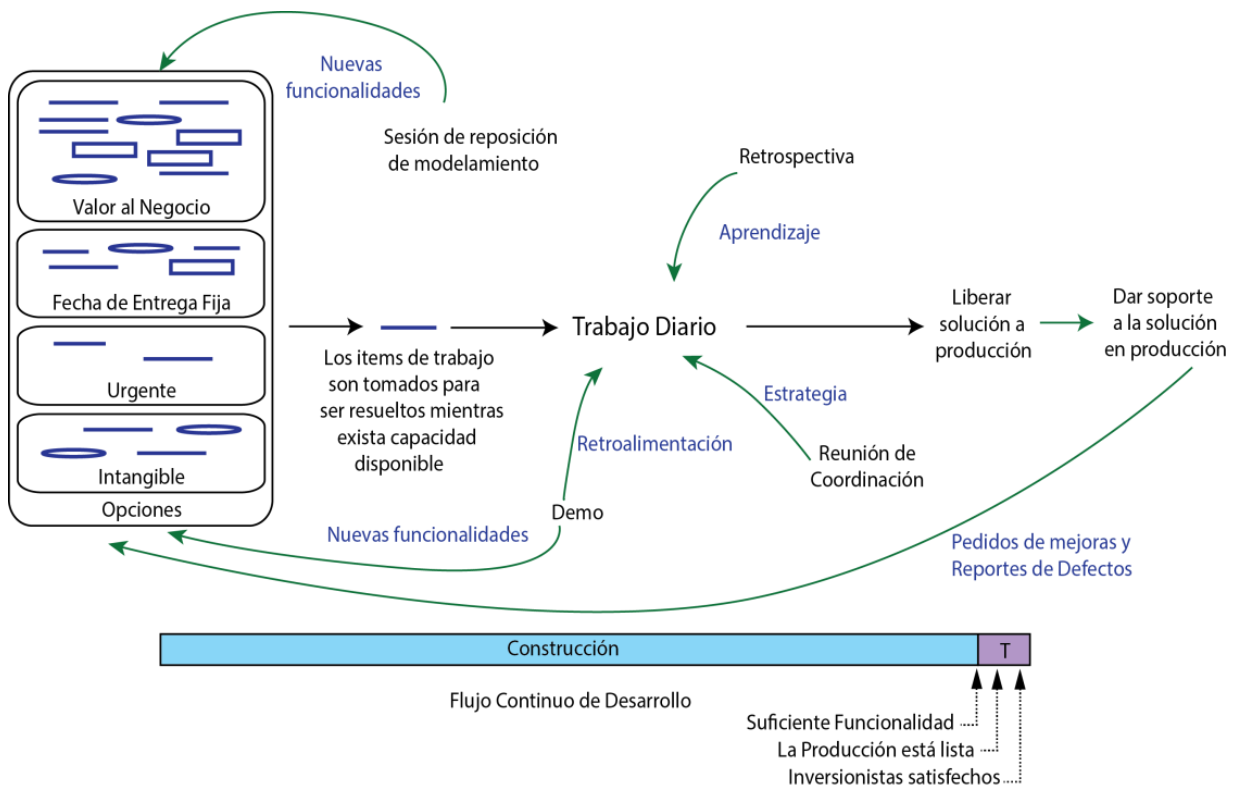 Nuevas
funcionalidades
Sesión de reposición
de modelamiento
Valor al Negocio
Fecha de Entrega Fija
Urgente
Intangible
Opciones
Los items de trabajo
son tomados para
ser resueltos mientras
exista capacidad
disponible
Retrospectiva
Aprendizaje
Trabajo Diario
Estrategia
Reunión de
Coordinación
Retroalimentación
Demo
Nuevas funcionalidades
Liberar
solución a
producción
Dar soporte
a la solución
en producción
Pedidos de mejoras y
Reportes de Defectos
Construcción
T
Flujo Continuo de Desarrollo
Suficiente Funcionalidad
La Producción está lista
Inversionistas satisfechos